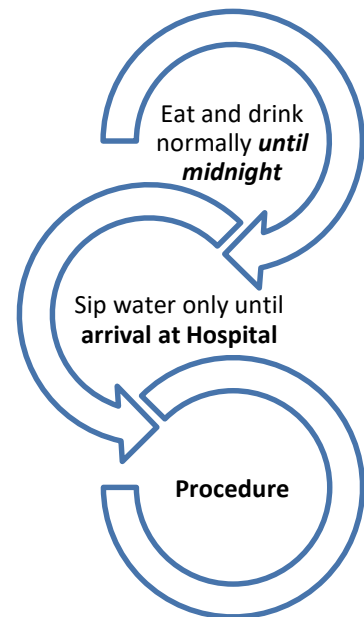 Eat and drink
normally until
midnight
Sip water only until
arrival at Hospital
Procedure